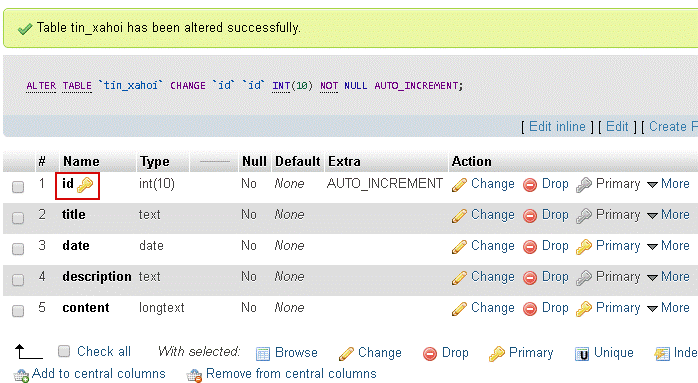 Table tin_xahoi has been altered successfully.
ALTER TABLE `tin_xahoi` CHANGE `id` `id` INT(10) NOT NULL AUTO_INCREMENT;
[ Edit inline ] [ Edit ] [ Create
# Name Type Null Default Extra Action
1 id int(10) No None AUTO_INCREMENT Change Drop Primary More
2 title text No None Change Drop Primary More
3 date date No None Change Drop Primary More
4 description text No None Change Drop Primary More
5 content longtext No None Change Drop Primary More
Check all With selected: Browse Change Drop Primary Unique Inde
Add to central columns Remove from central columns